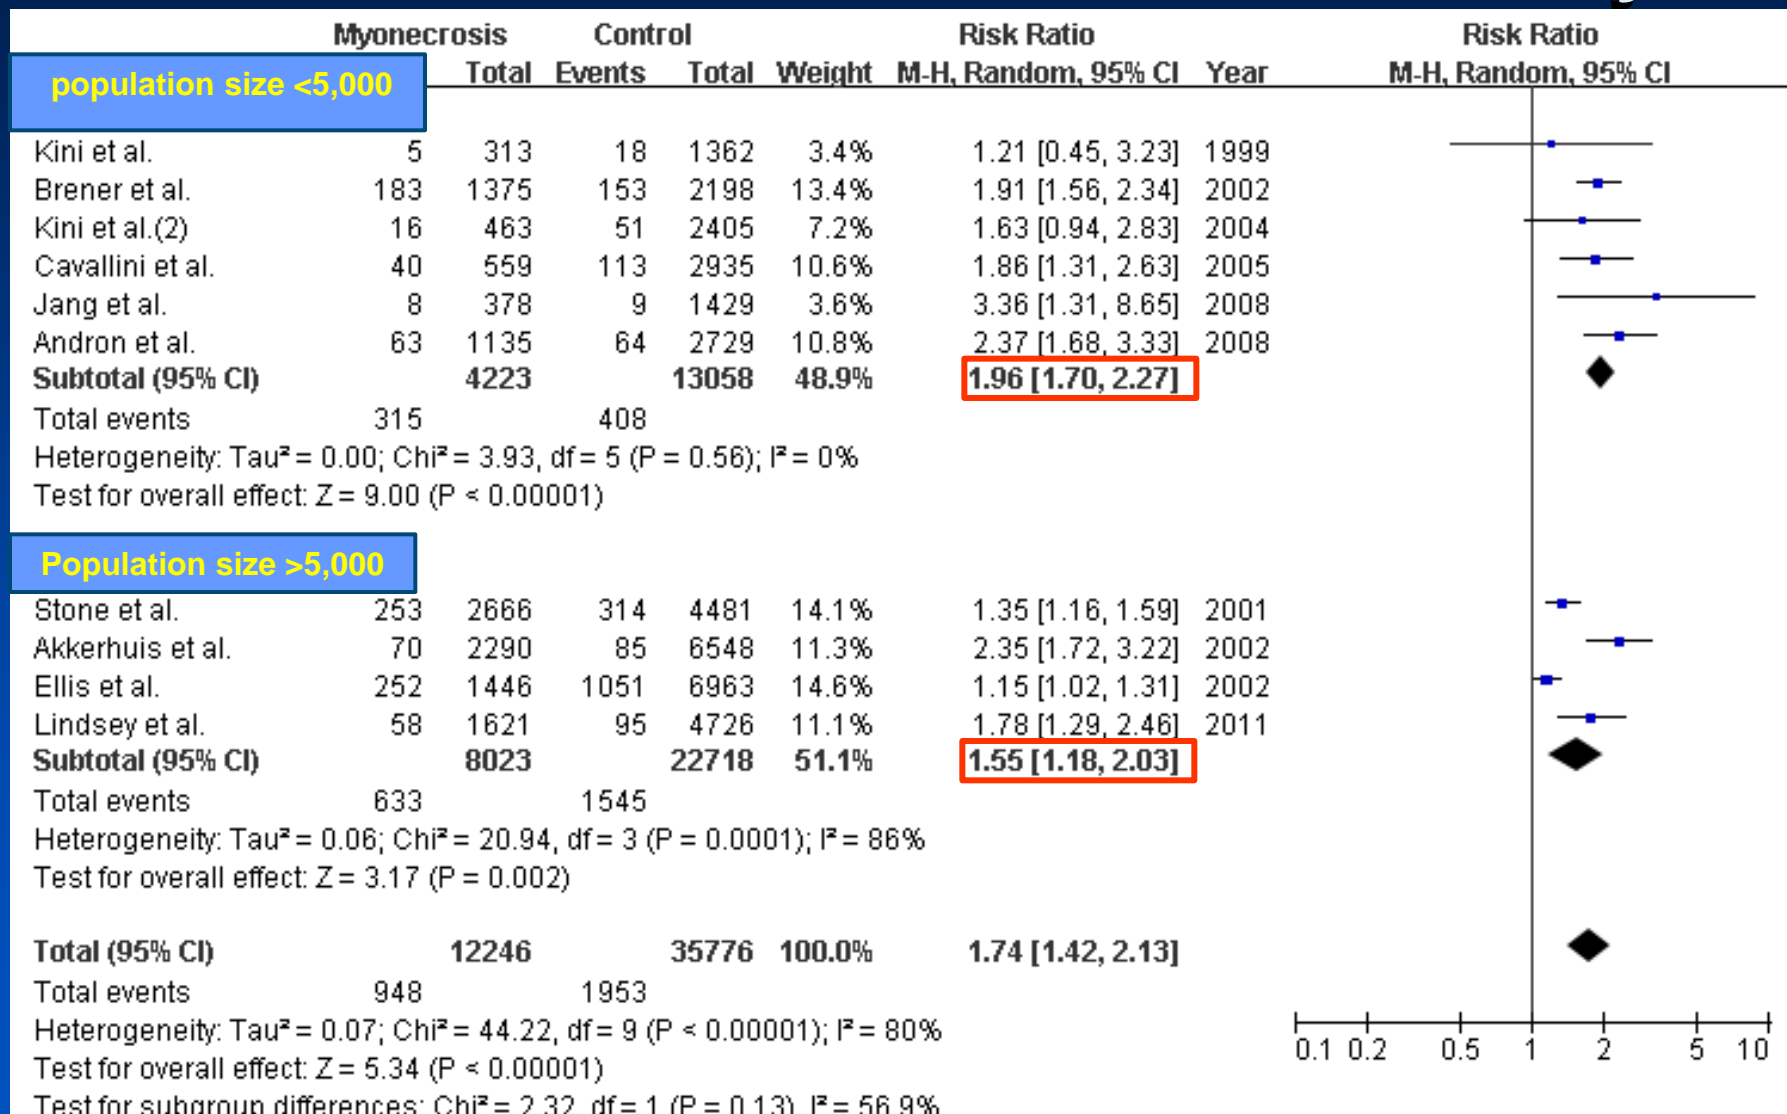 Myonecrosis Control Risk Ratio Risk Ratio
population size <5,000 Total Events Total Weight M-H, Random, 95% CI Year M-H, Random, 95% CI
Kini et al. 5 313 18 1362 3.4% 1.21 [0.45, 3.23] 1999
Brener et al. 183 1375 153 2198 13.4% 1.91 [1.56, 2.34] 2002
Kini et al.(2) 16 463 51 2405 7.2% 1.63 [0.94, 2.83] 2004
Cavallini et al. 40 559 113 2935 10.6% 1.86 [1.31, 2.63] 2005
Jang et al. 8 378 9 1429 3.6% 3.36 [1.31, 8.65] 2008
Andron et al. 63 1135 64 2729 10.8% 2.37 [1.68, 3.33] 2008
Subtotal (95% CI) 4223 13058 48.9% 1.96 [1.70, 2.27]
Total events 315 408
Heterogeneity: Tau² = 0.00; Chi² = 3.93, df = 5 (P = 0.56); I² = 0%
Test for overall effect: Z = 9.00 (P < 0.00001)
Population size >5,000
Stone et al. 253 2666 314 4481 14.1% 1.35 [1.16, 1.59] 2001
Akkerhuis et al. 70 2290 85 6548 11.3% 2.35 [1.72, 3.22] 2002
Ellis et al. 252 1446 1051 6963 14.6% 1.15 [1.02, 1.31] 2002
Lindsey et al. 58 1621 95 4726 11.1% 1.78 [1.29, 2.46] 2011
Subtotal (95% CI) 8023 22718 51.1% 1.55 [1.18, 2.03]
Total events 633 1545
Heterogeneity: Tau² = 0.06; Chi² = 20.94, df = 3 (P = 0.0001); I² = 86%
Test for overall effect: Z = 3.17 (P = 0.002)
Total (95% CI) 12246 35776 100.0% 1.74 [1.42, 2.13]
Total events 948 1953
Heterogeneity: Tau² = 0.07; Chi² = 44.22, df = 9 (P < 0.00001); I² = 80%
Test for overall effect: Z = 5.34 (P < 0.00001)
Test for subgroup differences: Chi² = 2.32, df = 1 (P = 0.13), I² = 56.9%
0.1 0.2 0.5 1 2 5 10